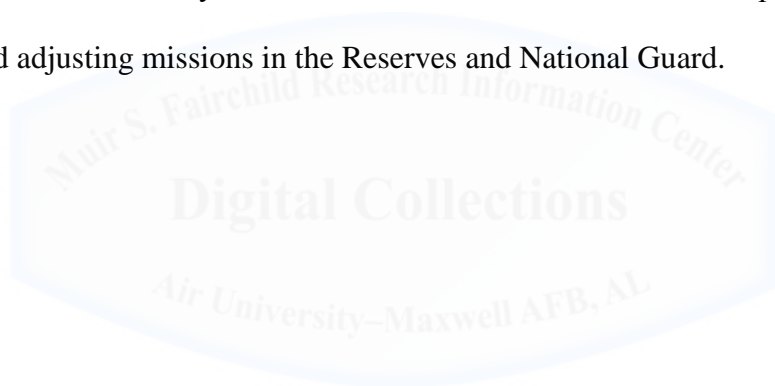 d adjusting missions in the Reserves and National Guard.
Muir S. Fairchild Research Information Center
Digital Collections
Air University–Maxwell AFB, AL